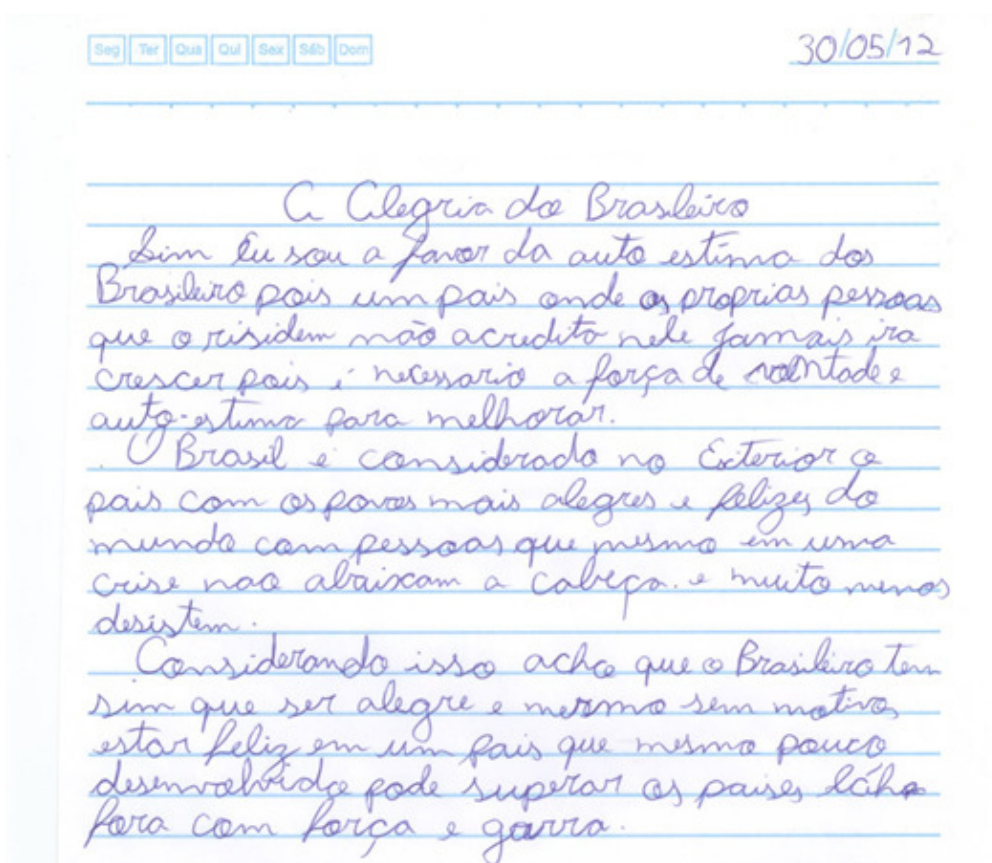 Seg Ter Qua Qui Sex Sáb Dom 30/05/12
A Alegria do Brasileiro
Sim Eu sou a favor da auto estima dos
Brasileiro pois um pais onde as proprias pessoas
que o risidem não acredito nele jamais ira
crescer pois é necessario a força de vontade e
auto-estima para melhorar.
O Brasil é considerado no Exterior o
pais com os povos mais alegres e felizes do
mundo com pessoas que mesmo em uma
crise nao abaixam a cabeça. e muito menos
desistem.
Considerando isso acho que o Brasileiro tem
sim que ser alegre e mesmo sem motivo
estar feliz em um pais que mesmo pouco
desenvolvido pode superar os paises lá
fora com força e garra.